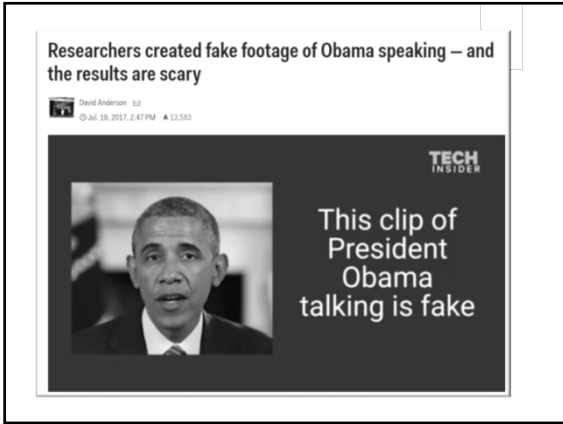 Researchers created fake footage of Obama speaking — and
the results are scary
David Anderson
Jul. 19, 2017, 2:47 PM 13,583
TECH
INSIDER
This clip of
President
Obama
talking is fake